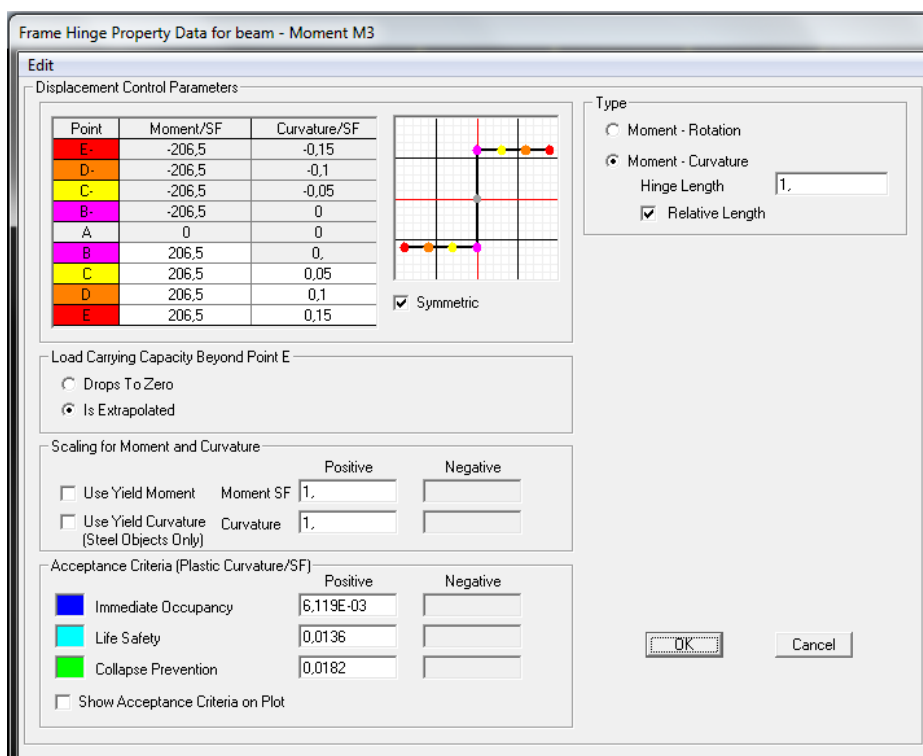 Frame Hinge Property Data for beam - Moment M3
Edit
Displacement Control Parameters
Point Moment/SF Curvature/SF
E- -206,5 -0,15
D- -206,5 -0,1
C- -206,5 -0,05
B- -206,5 0
A 0 0
B 206,5 0,
C 206,5 0,05
D 206,5 0,1
E 206,5 0,15
Symmetric
Type
Moment - Rotation
Moment - Curvature
Hinge Length 1,
Relative Length
Load Carrying Capacity Beyond Point E
Drops To Zero
Is Extrapolated
Scaling for Moment and Curvature
Positive Negative
Use Yield Moment Moment SF 1,
Use Yield Curvature Curvature 1,
(Steel Objects Only)
Acceptance Criteria (Plastic Curvature/SF)
Positive Negative
Immediate Occupancy 6,119E-03
Life Safety 0,0136
Collapse Prevention 0,0182
Show Acceptance Criteria on Plot
OK Cancel